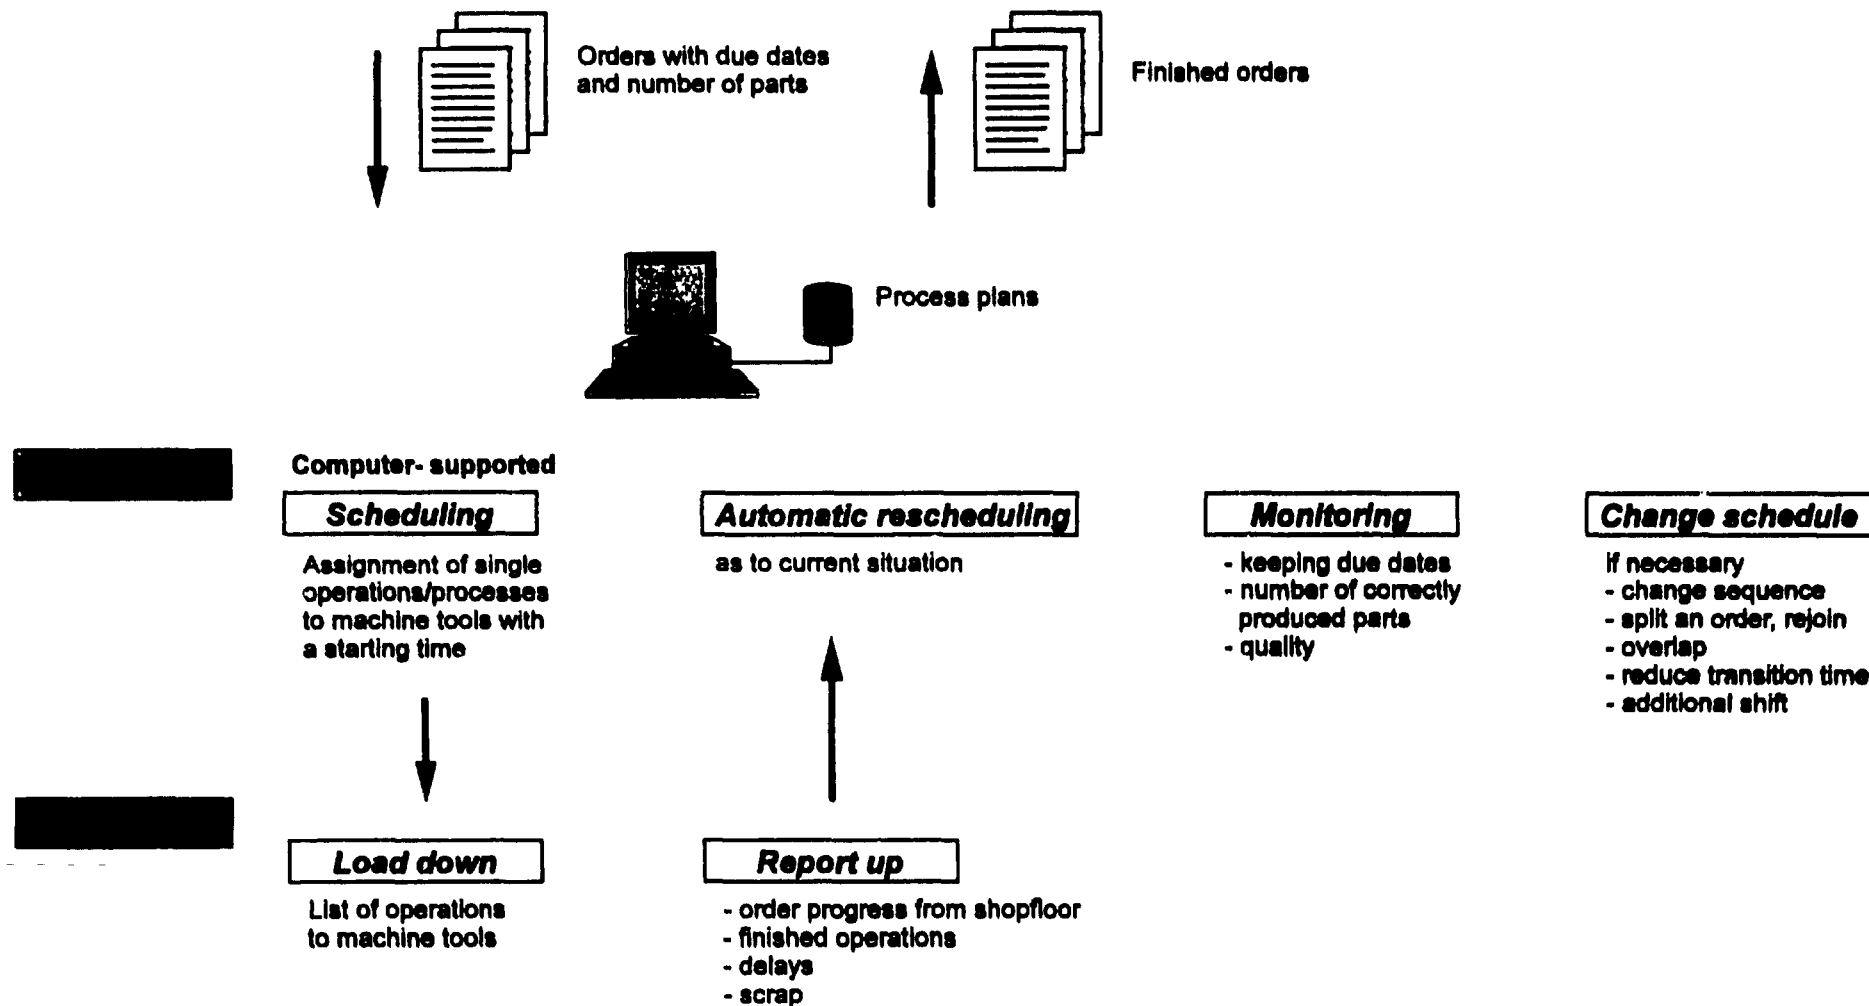 Orders with due dates
and number of parts
Finished orders
Process plans
Computer- supported
Scheduling
Assignment of single
operations/processes
to machine tools with
a starting time
Automatic rescheduling
as to current situation
Monitoring
- keeping due dates
- number of correctly
produced parts
- quality
Change schedule
if necessary
- change sequence
- split an order, rejoin
- overlap
- reduce transition time
- additional shift
Load down
List of operations
to machine tools
Report up
- order progress from shopfloor
- finished operations
- delays
- scrap